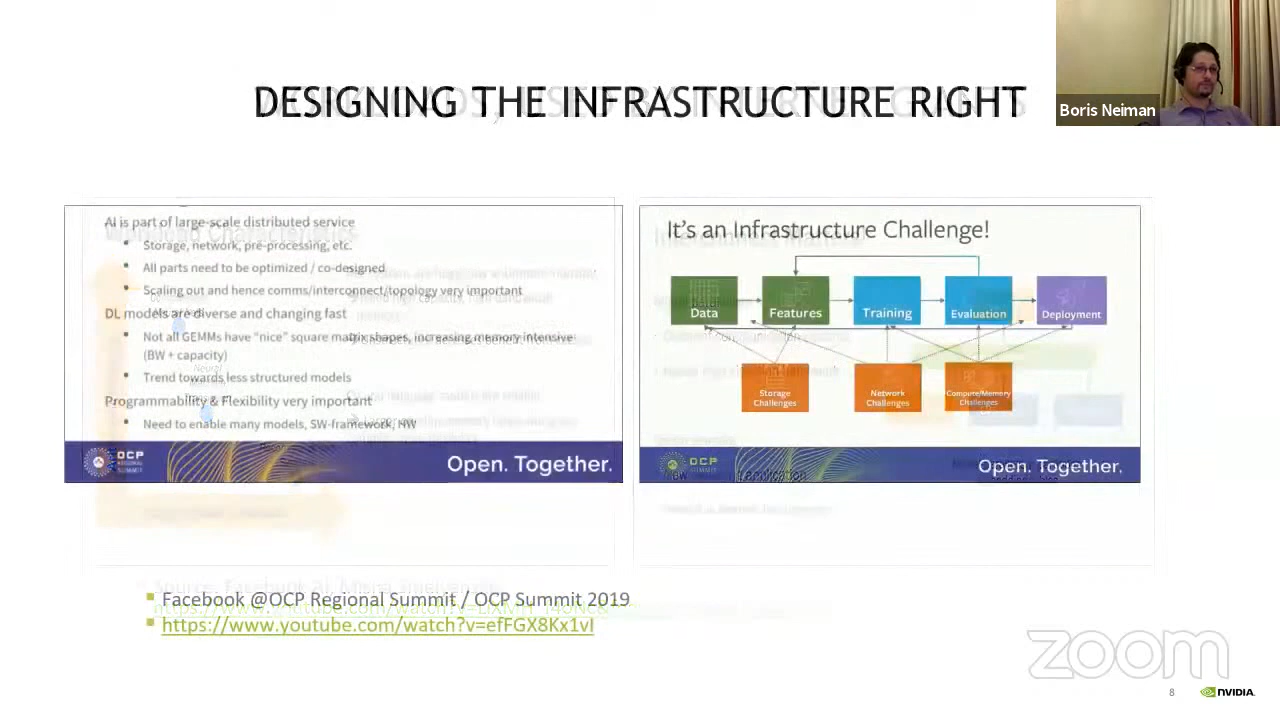 DESIGNING THE INFRASTRUCTURE RIGHT
Boris Neiman
AI is part of large-scale distributed service
Storage, network, pre-processing, etc.
All parts need to be optimized / co-designed
Scaling out and hence comms/interconnect/topology very important
DL models are diverse and changing fast
Not all GEMMs have “nice” square matrix shapes, increasing memory intensive
(BW + capacity)
Trend towards less structured models
Programmability & Flexibility very important
Need to enable many models, SW-framework, HW
OCP
REGIONAL
SUMMIT
Open. Together.
It's an Infrastructure Challenge!
Data
Features
Training
Evaluation
Deployment
Storage
Challenges
Network
Challenges
Compute/Memory
Challenges
OCP
SUMMIT
Open. Together.
Facebook @OCP Regional Summit / OCP Summit 2019
https://www.youtube.com/watch?v=efFGX8Kx1vI
zoom
8
NVIDIA.